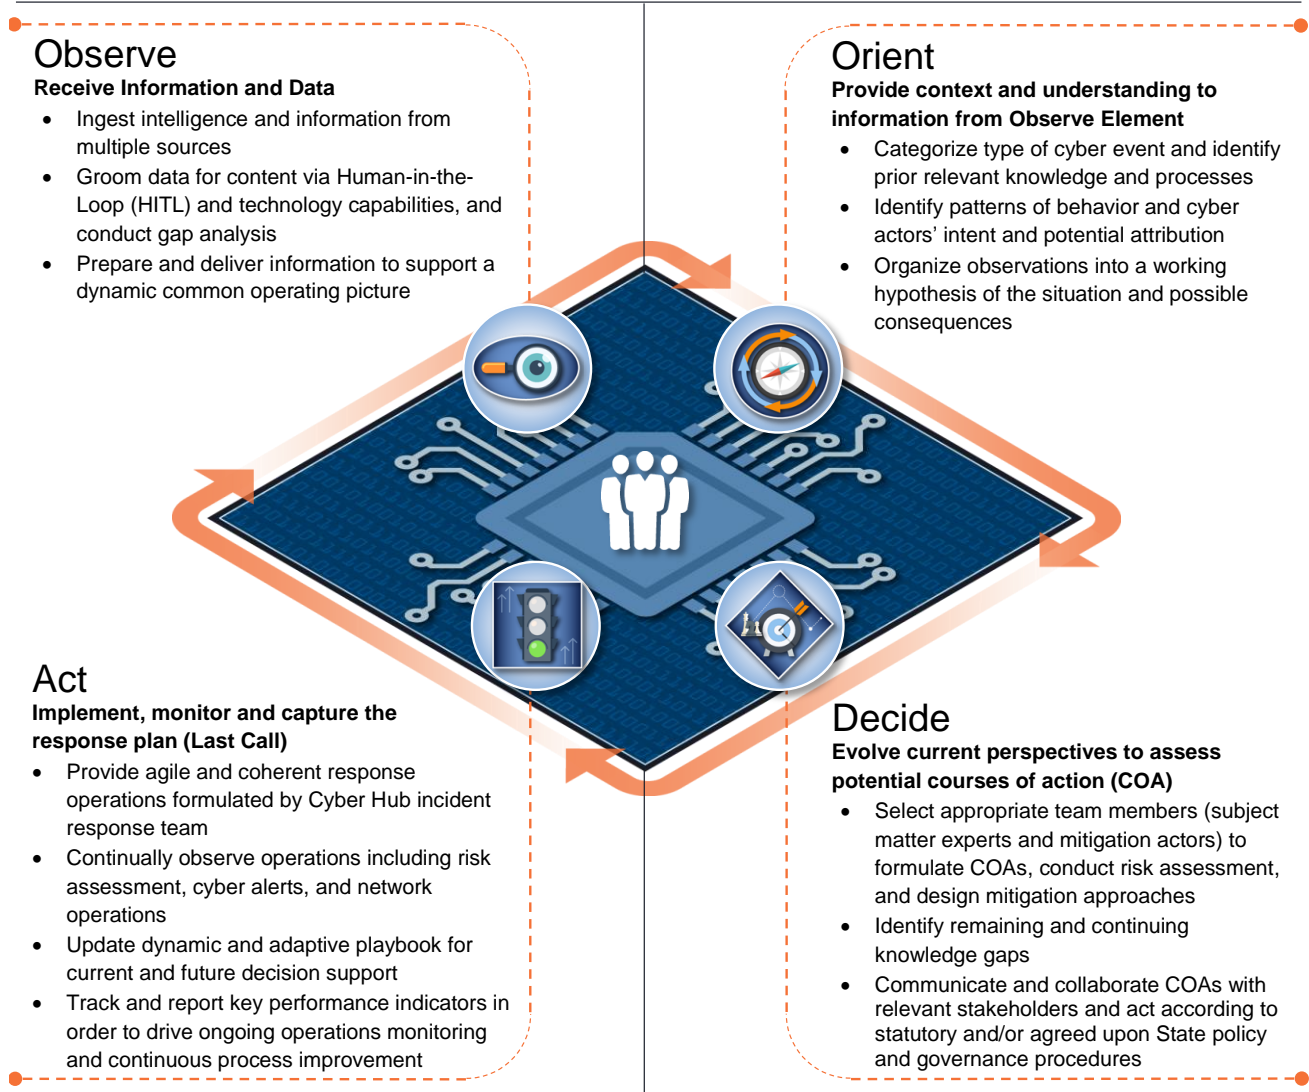 Observe
Receive Information and Data
• Ingest intelligence and information from
multiple sources
• Groom data for content via Human-in-the-
Loop (HITL) and technology capabilities, and
conduct gap analysis
• Prepare and deliver information to support a
dynamic common operating picture
Orient
Provide context and understanding to
information from Observe Element
• Categorize type of cyber event and identify
prior relevant knowledge and processes
• Identify patterns of behavior and cyber
actors’ intent and potential attribution
• Organize observations into a working
hypothesis of the situation and possible
consequences
Act
Implement, monitor and capture the
response plan (Last Call)
• Provide agile and coherent response
operations formulated by Cyber Hub incident
response team
• Continually observe operations including risk
assessment, cyber alerts, and network
operations
• Update dynamic and adaptive playbook for
current and future decision support
• Track and report key performance indicators in
order to drive ongoing operations monitoring
and continuous process improvement
Decide
Evolve current perspectives to assess
potential courses of action (COA)
• Select appropriate team members (subject
matter experts and mitigation actors) to
formulate COAs, conduct risk assessment,
and design mitigation approaches
• Identify remaining and continuing
knowledge gaps
• Communicate and collaborate COAs with
relevant stakeholders and act according to
statutory and/or agreed upon State policy
and governance procedures